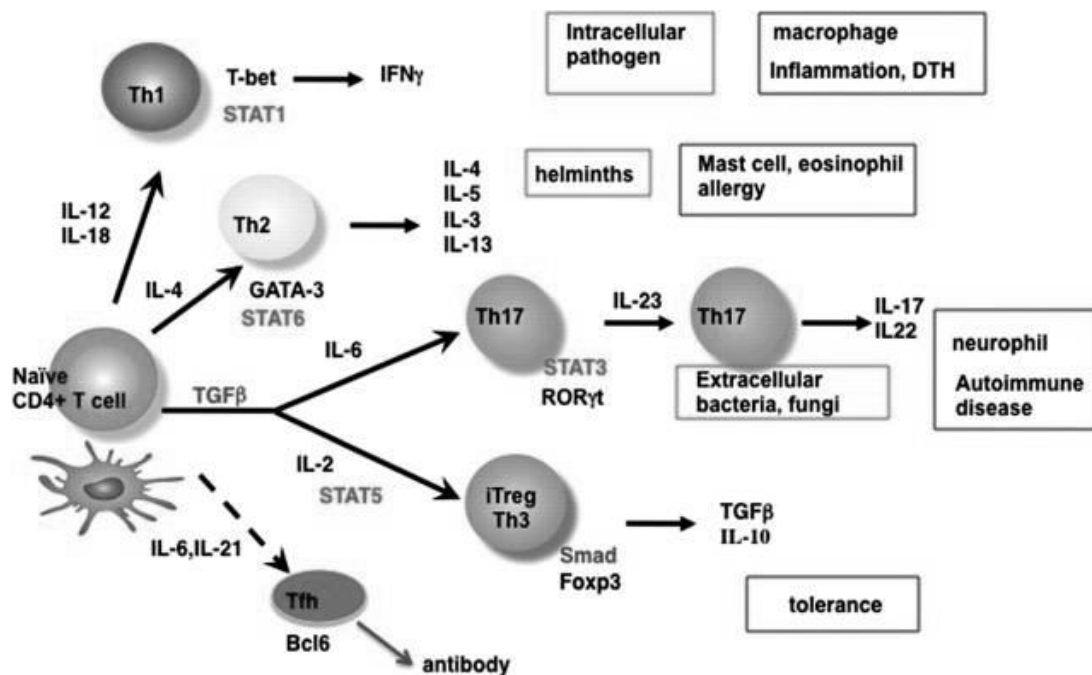 Intracellular
pathogen
macrophage
Inflammation, DTH
Th1
T-bet
STAT1
IFNγ
IL-12
IL-18
Th2
IL-4
IL-5
IL-3
IL-13
helminths
Mast cell, eosinophil
allergy
IL-4
GATA-3
STAT6
Naïve
CD4+ T cell
TGFβ
IL-6
Th17
STAT3
RORγt
IL-23
Th17
IL-17
IL22
Extracellular
bacteria, fungi
neurophil
Autoimmune
disease
IL-2
STAT5
iTreg
Th3
Smad
Foxp3
TGFβ
IL-10
tolerance
IL-6,IL-21
Tfh
Bcl6
antibody